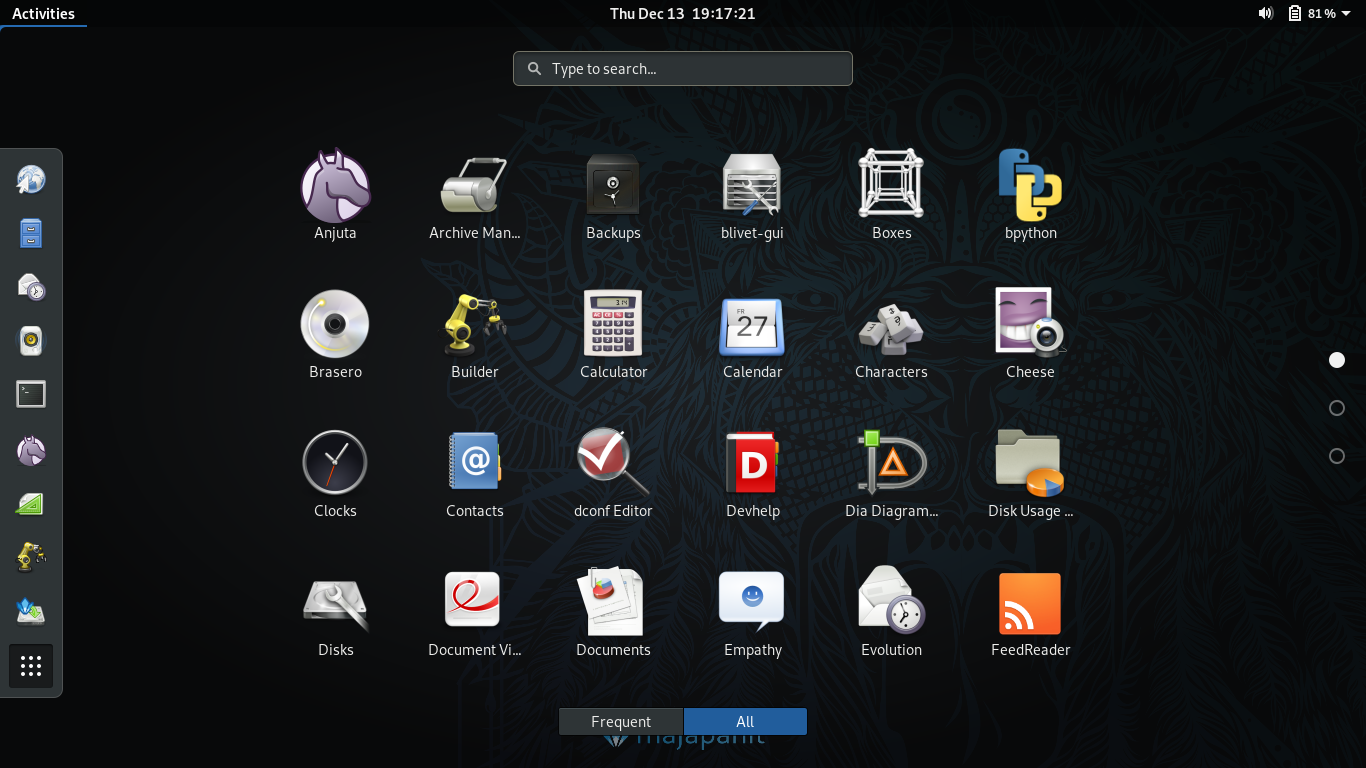 Activities
Thu Dec 13 19:17:21
81 %
Type to search...
Anjuta
Archive Man...
Backups
blivet-gui
Boxes
bpython
Brasero
Builder
Calculator
Calendar
Characters
Cheese
Clocks
Contacts
dconf Editor
Devhelp
Dia Diagram...
Disk Usage ...
Disks
Document Vi...
Documents
Empathy
Evolution
FeedReader
Frequent
All